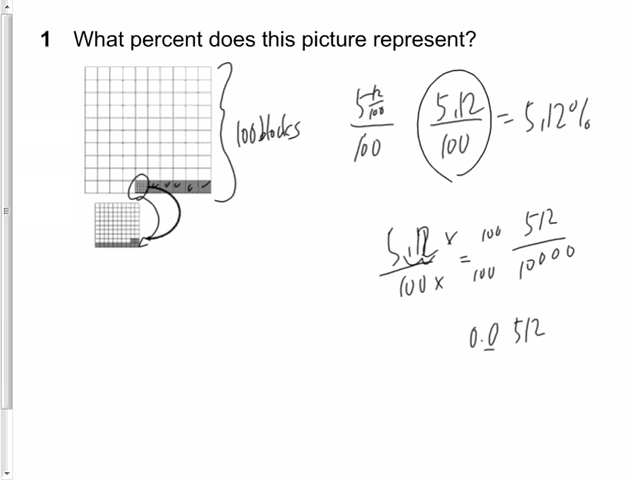 1 What percent does this picture represent?
100 blocks
5 12/100 / 100
5.12/100 = 5.12%
5.12 × 100 / 100 × 100 = 512/10000
0.0512